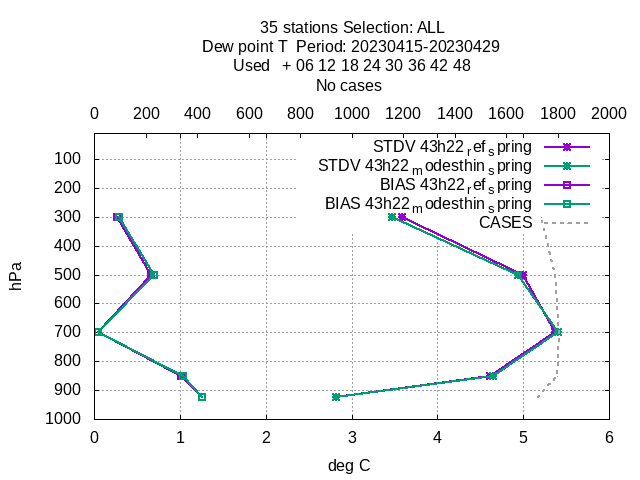 35 stations Selection: ALL
Dew point T  Period: 20230415-20230429
Used   + 06 12 18 24 30 36 42 48
No cases
0 200 400 600 800 1000 1200 1400 1600 1800 2000
STDV 43h22_ref_spring
STDV 43h22_modesthin_spring
BIAS 43h22_ref_spring
BIAS 43h22_modesthin_spring
CASES
100
200
300
400
500
600
700
800
900
1000
hPa
0 1 2 3 4 5 6
deg C